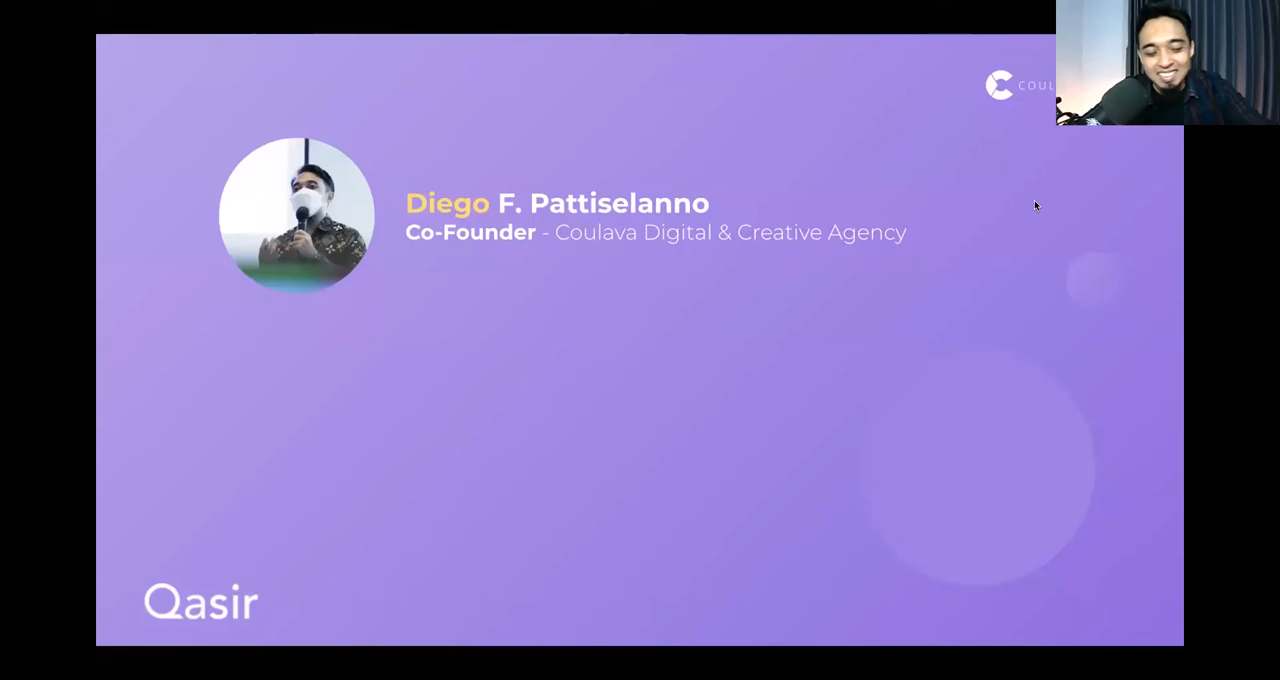 Diego F. Pattiselanno
Co-Founder - Coulava Digital & Creative Agency
Qasir